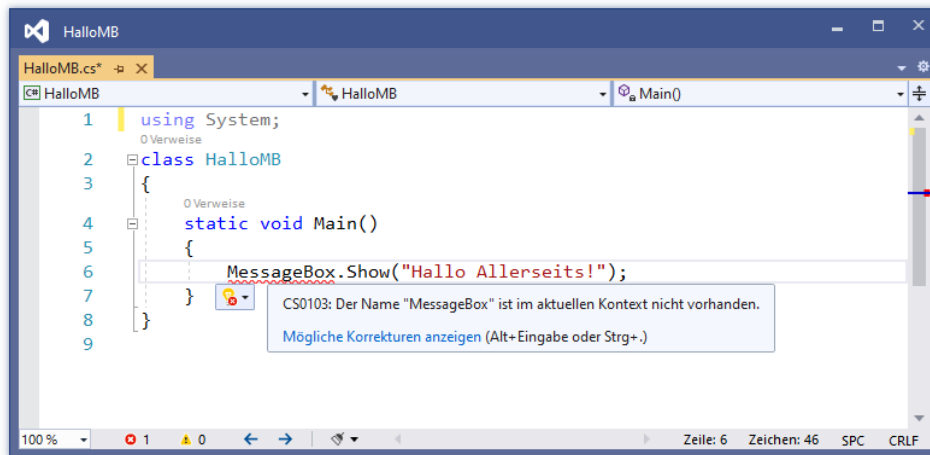 HalloMB
HalloMB.cs*
C# HalloMB HalloMB Main()
1 using System;
0 Verweise
2 class HalloMB
3 {
0 Verweise
4 static void Main()
5 {
6 MessageBox.Show("Hallo Allerseits!");
7 }
CS0103: Der Name "MessageBox" ist im aktuellen Kontext nicht vorhanden.
8 }
Mögliche Korrekturen anzeigen (Alt+Eingabe oder Strg+.)
9
100 % 1 0 Zeile: 6 Zeichen: 46 SPC CRLF